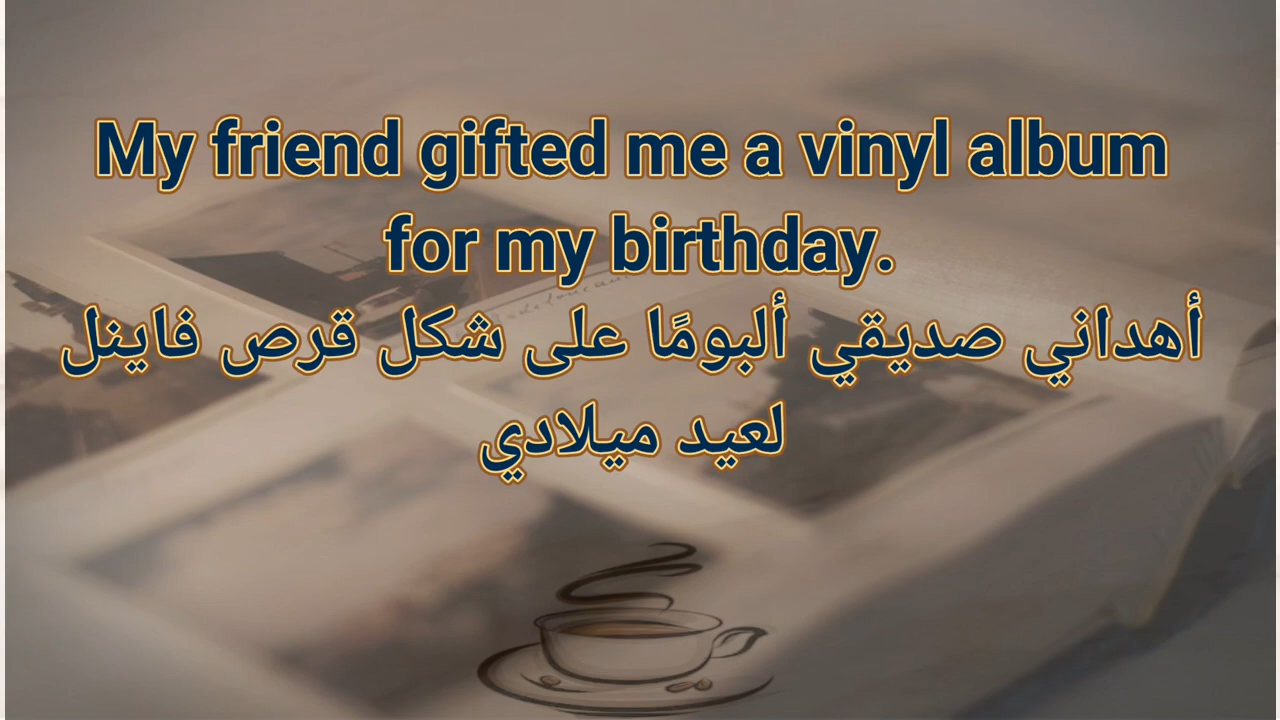 My friend gifted me a vinyl album
for my birthday.
أهداني صديقي ألبومًا على شكل قرص فاينل
لعيد ميلادي